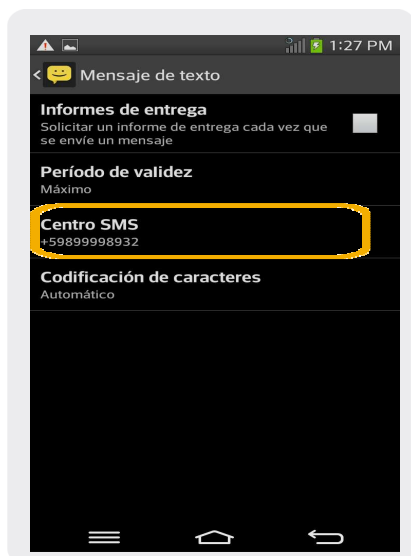 1:27 PM
Mensaje de texto
Informes de entrega
Solicitar un informe de entrega cada vez que
se envíe un mensaje
Período de validez
Máximo
Centro SMS
+59899998932
Codificación de caracteres
Automático